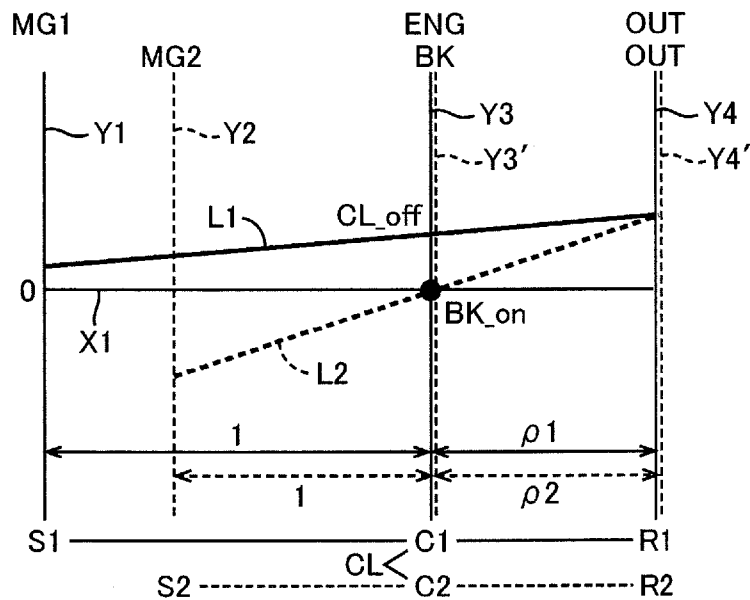 MG1 ENG OUT
MG2 BK OUT
Y1 Y2 Y3 Y4
Y3′ Y4′
L1 CL_off
0
X1 BK_on
L2
1 ρ1
1 ρ2
S1 C1 R1
CL
S2 C2 R2